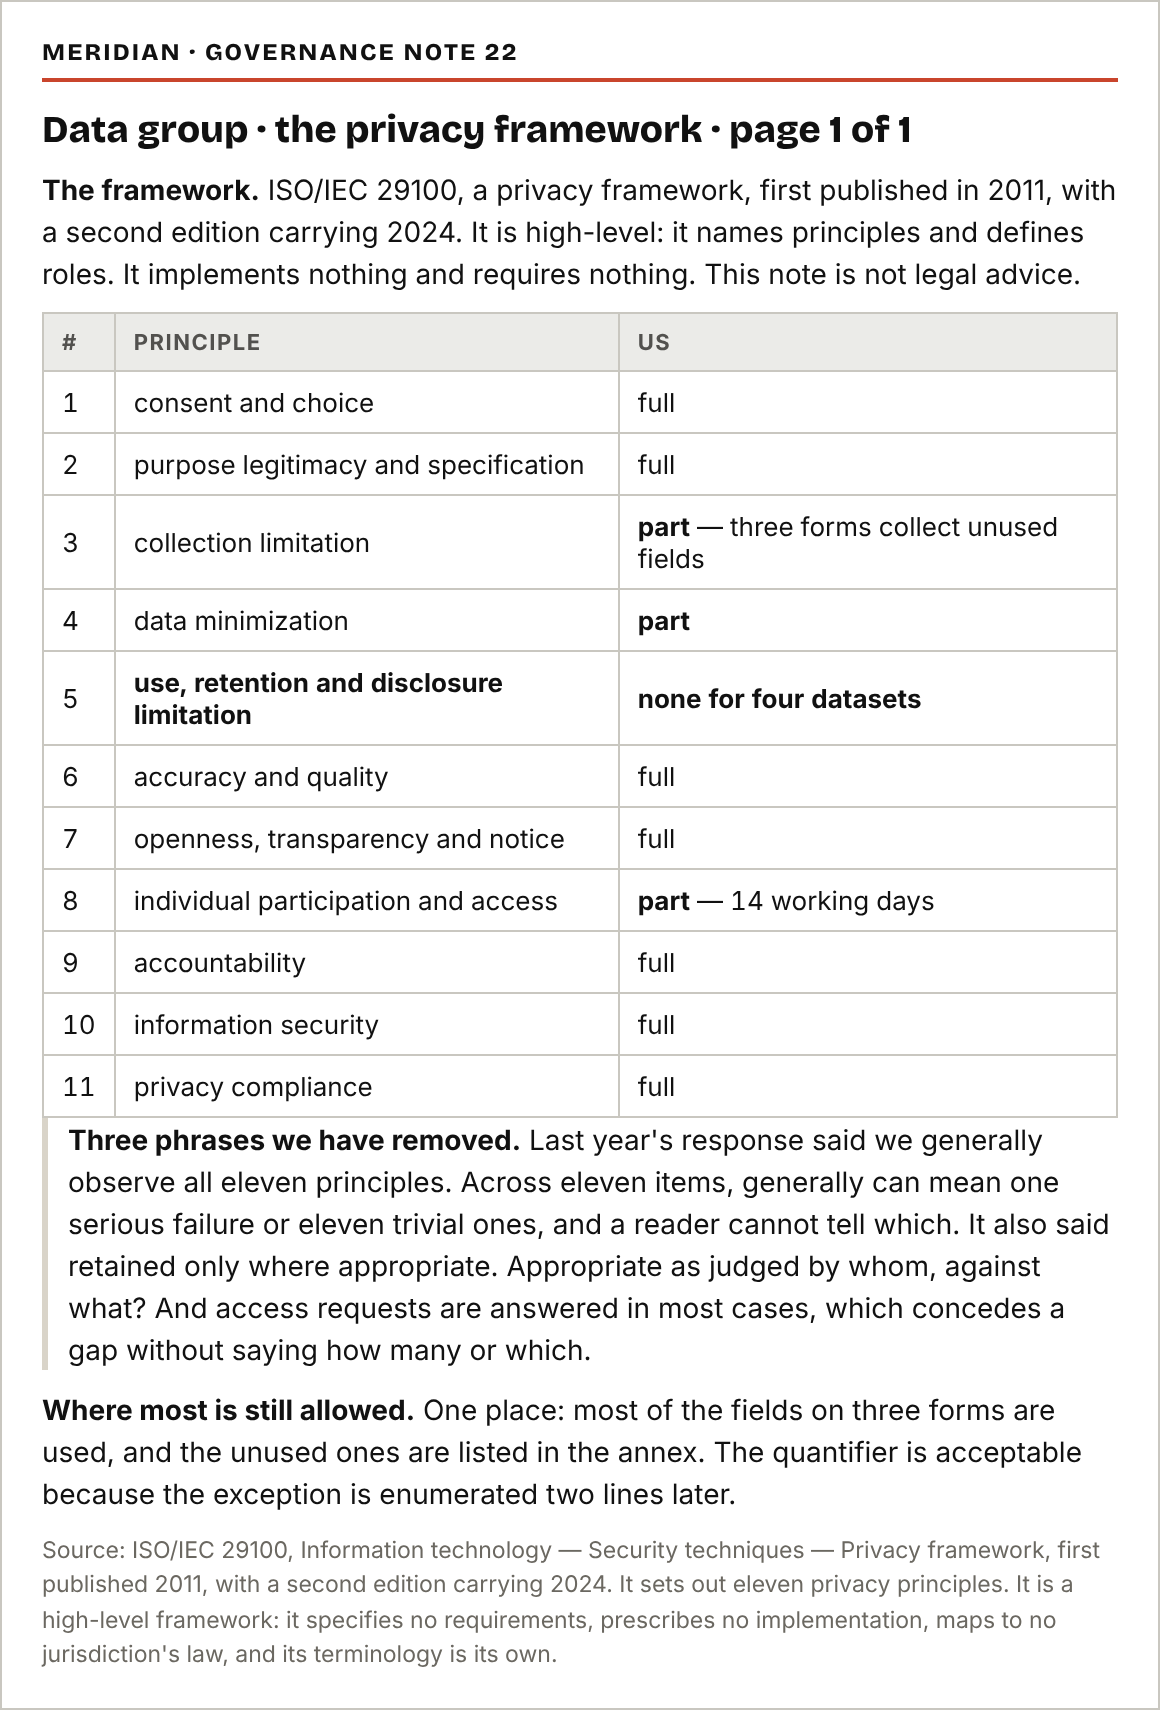 MERIDIAN · GOVERNANCE NOTE 22
Data group · the privacy framework · page 1 of 1
The framework. ISO/IEC 29100, a privacy framework, first published in 2011, with
a second edition carrying 2024. It is high-level: it names principles and defines
roles. It implements nothing and requires nothing. This note is not legal advice.
# PRINCIPLE US
1 consent and choice full
2 purpose legitimacy and specification full
3 collection limitation part — three forms collect unused
fields
4 data minimization part
5 use, retention and disclosure
limitation none for four datasets
6 accuracy and quality full
7 openness, transparency and notice full
8 individual participation and access part — 14 working days
9 accountability full
10 information security full
11 privacy compliance full
Three phrases we have removed. Last year's response said we generally
observe all eleven principles. Across eleven items, generally can mean one
serious failure or eleven trivial ones, and a reader cannot tell which. It also said
retained only where appropriate. Appropriate as judged by whom, against
what? And access requests are answered in most cases, which concedes a
gap without saying how many or which.
Where most is still allowed. One place: most of the fields on three forms are
used, and the unused ones are listed in the annex. The quantifier is acceptable
because the exception is enumerated two lines later.
Source: ISO/IEC 29100, Information technology — Security techniques — Privacy framework, first
published 2011, with a second edition carrying 2024. It sets out eleven privacy principles. It is a
high-level framework: it specifies no requirements, prescribes no implementation, maps to no
jurisdiction's law, and its terminology is its own.